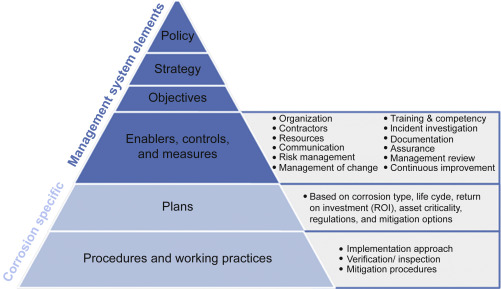 Management system elements
Corrosion specific
Policy
Strategy
Objectives
Enablers, controls,
and measures
• Organization
• Contractors
• Resources
• Communication
• Risk management
• Management of change
• Training & competency
• Incident investigation
• Documentation
• Assurance
• Management review
• Continuous improvement
Plans
• Based on corrosion type, life cycle, return
on investment (ROI), asset criticality,
regulations, and mitigation options
Procedures and working practices
• Implementation approach
• Verification/ inspection
• Mitigation procedures